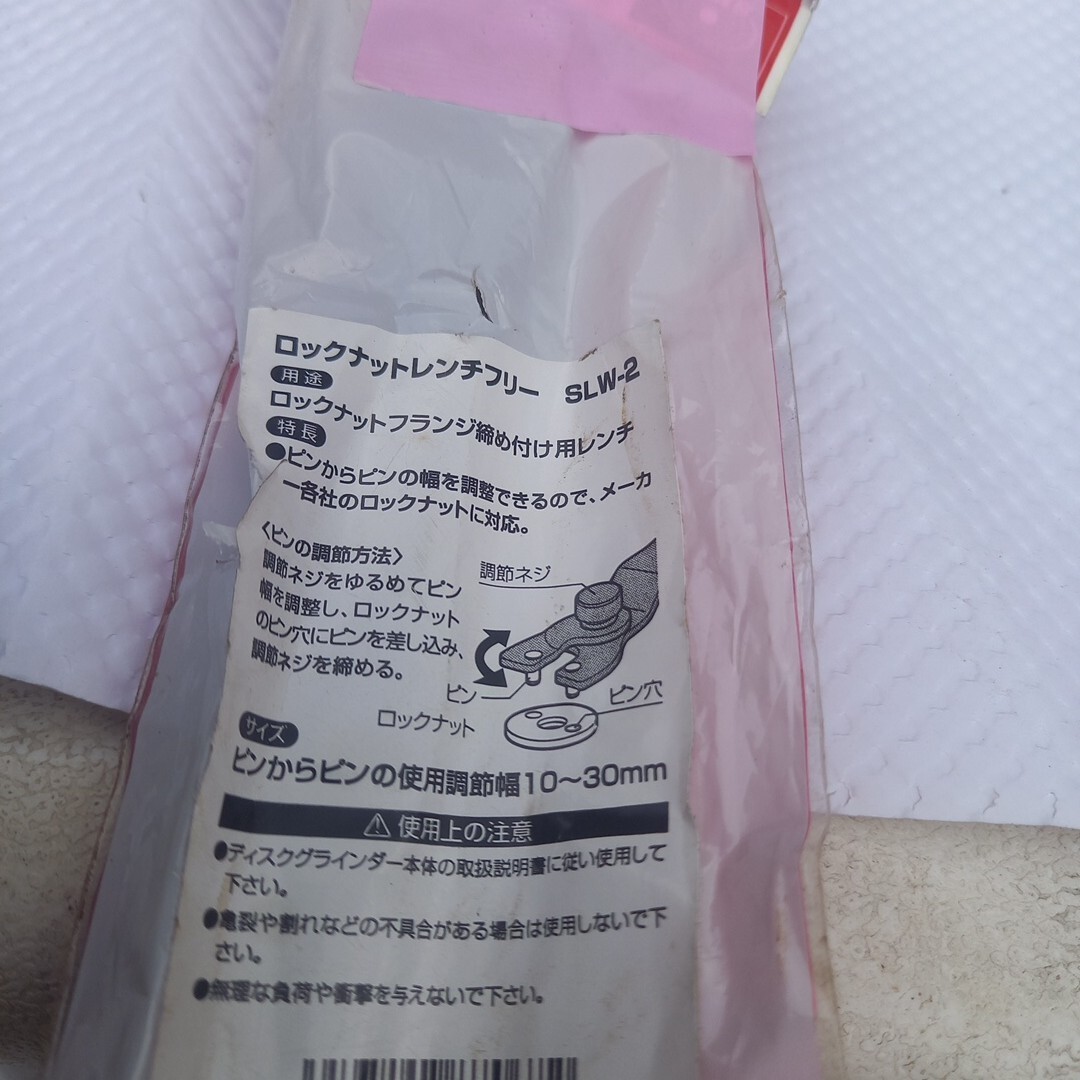 ロックナットレンチフリー SLW-2
用途
ロックナットフランジ締め付け用レンチ
特長
●ピンからピンの幅を調整できるので、メーカ
ー各社のロックナットに対応。
〈ピンの調節方法〉
調節ネジをゆるめてピン
幅を調整し、ロックナット
のピン穴にピンを差し込み、
調節ネジを締める。
調節ネジ
ピン
ピン穴
ロックナット
サイズ
ピンからピンの使用調節幅10〜30mm
⚠使用上の注意
●ディスクグラインダー本体の取扱説明書に従い使用して
下さい。
●亀裂や割れなどの不具合がある場合は使用しないで下
さい。
●無理な負荷や衝撃を与えないで下さい。